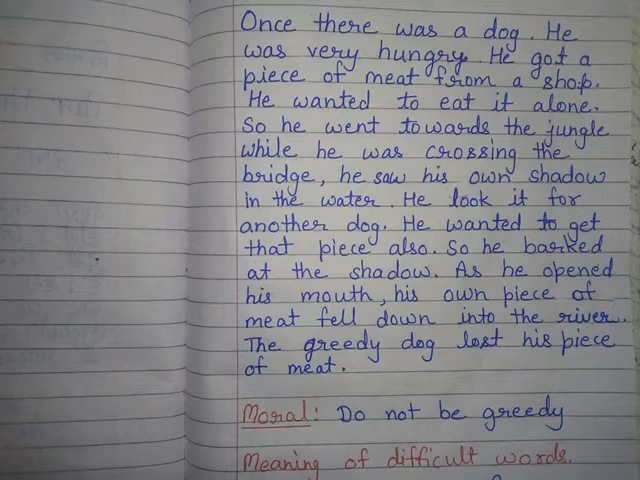 Once there was a dog. He
was very hungry. He got a
piece of meat from a shop.
He wanted to eat it alone.
So he went towards the jungle
while he was crossing the
bridge, he saw his own shadow
in the water. He look it for
another dog. He wanted to get
that piece also. So he barked
at the shadow. As he opened
his mouth, his own piece of
meat fell down into the river.
The greedy dog lost his piece
of meat.
Moral: Do not be greedy
Meaning of difficult words.